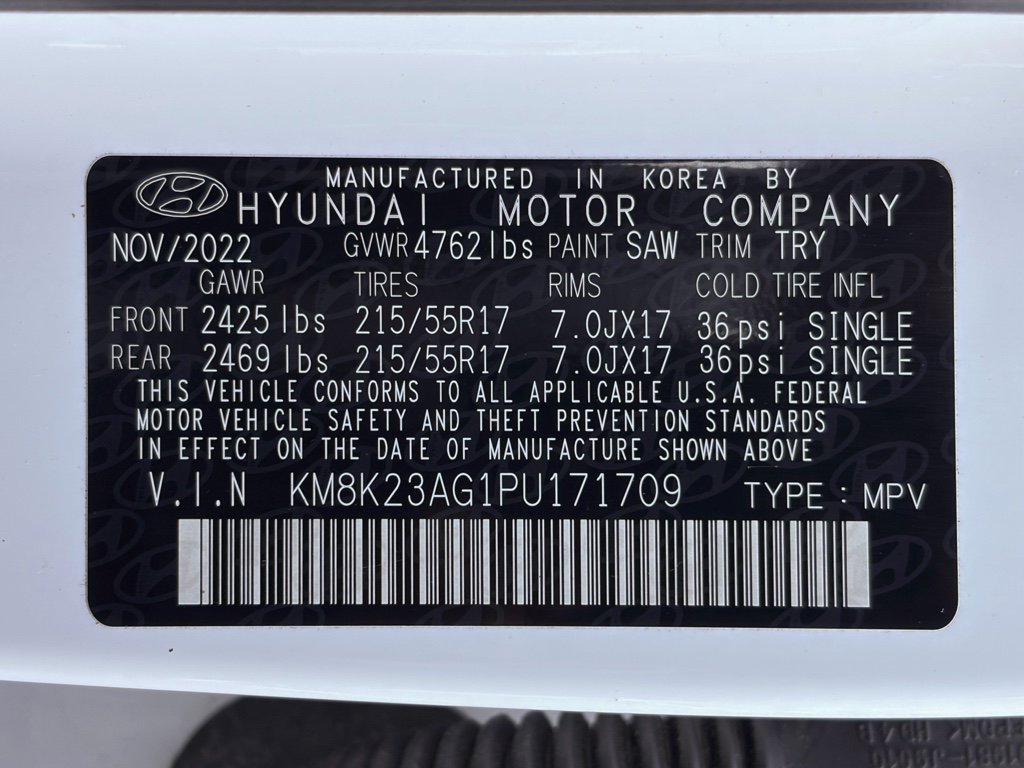 MANUFACTURED IN KOREA BY
HYUNDAI MOTOR COMPANY
NOV/2022 GVWR 4762lbs PAINT SAW TRIM TRY
GAWR TIRES RIMS COLD TIRE INFL
FRONT 2425 lbs 215/55R17 7.0JX17 36psi SINGLE
REAR 2469 lbs 215/55R17 7.0JX17 36psi SINGLE
THIS VEHICLE CONFORMS TO ALL APPLICABLE U.S.A. FEDERAL
MOTOR VEHICLE SAFETY AND THEFT PREVENTION STANDARDS
IN EFFECT ON THE DATE OF MANUFACTURE SHOWN ABOVE
V.I.N KM8K23AG1PU171709 TYPE : MPV